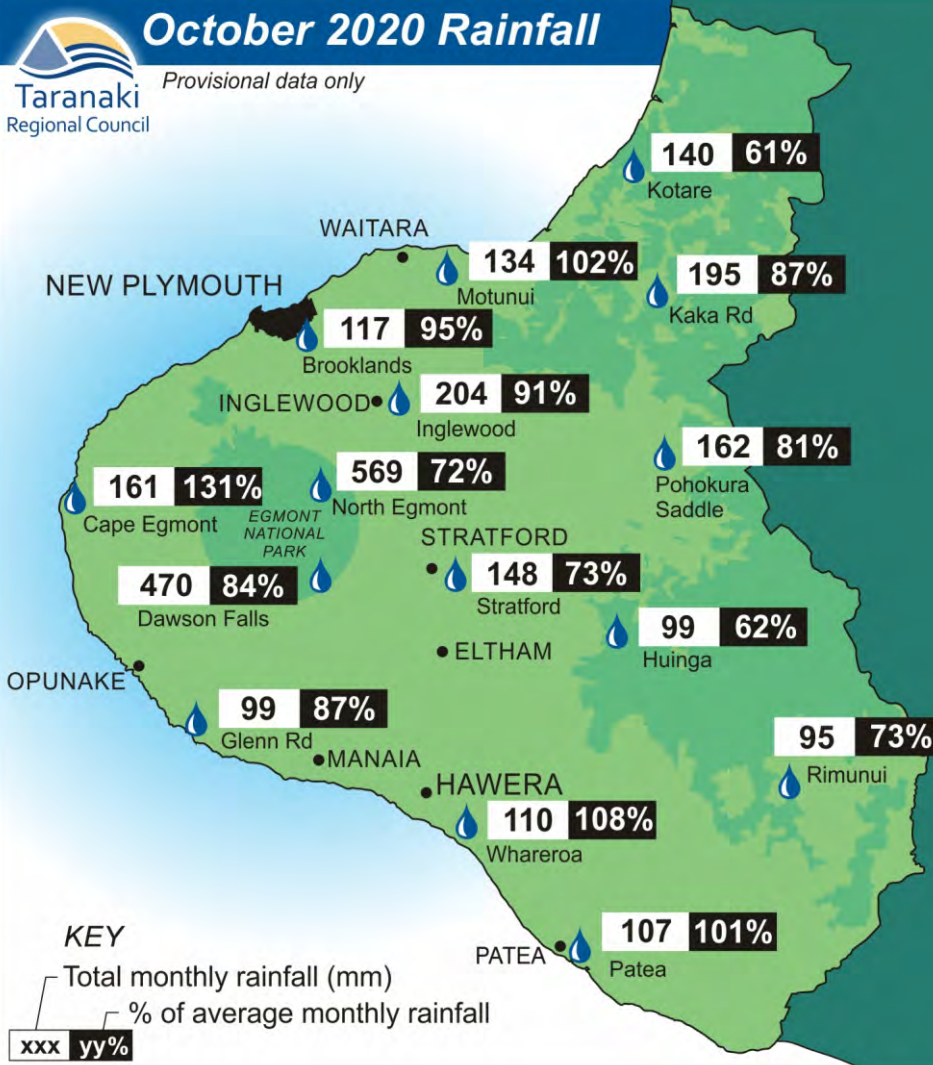 October 2020 Rainfall
Provisional data only
Taranaki
Regional Council
140 61%
Kotare
WAITARA
134 102%
Motunui
195 87%
Kaka Rd
NEW PLYMOUTH
117 95%
Brooklands
INGLEWOOD
204 91%
Inglewood
162 81%
Pohokura
Saddle
161 131%
Cape Egmont
569 72%
North Egmont
EGMONT
NATIONAL
PARK
STRATFORD
148 73%
Stratford
470 84%
Dawson Falls
99 62%
Huinga
ELTHAM
OPUNAKE
99 87%
Glenn Rd
MANAIA
95 73%
Rimunui
HAWERA
110 108%
Whareroa
PATEA
107 101%
Patea
KEY
Total monthly rainfall (mm)
% of average monthly rainfall
xxx yy%